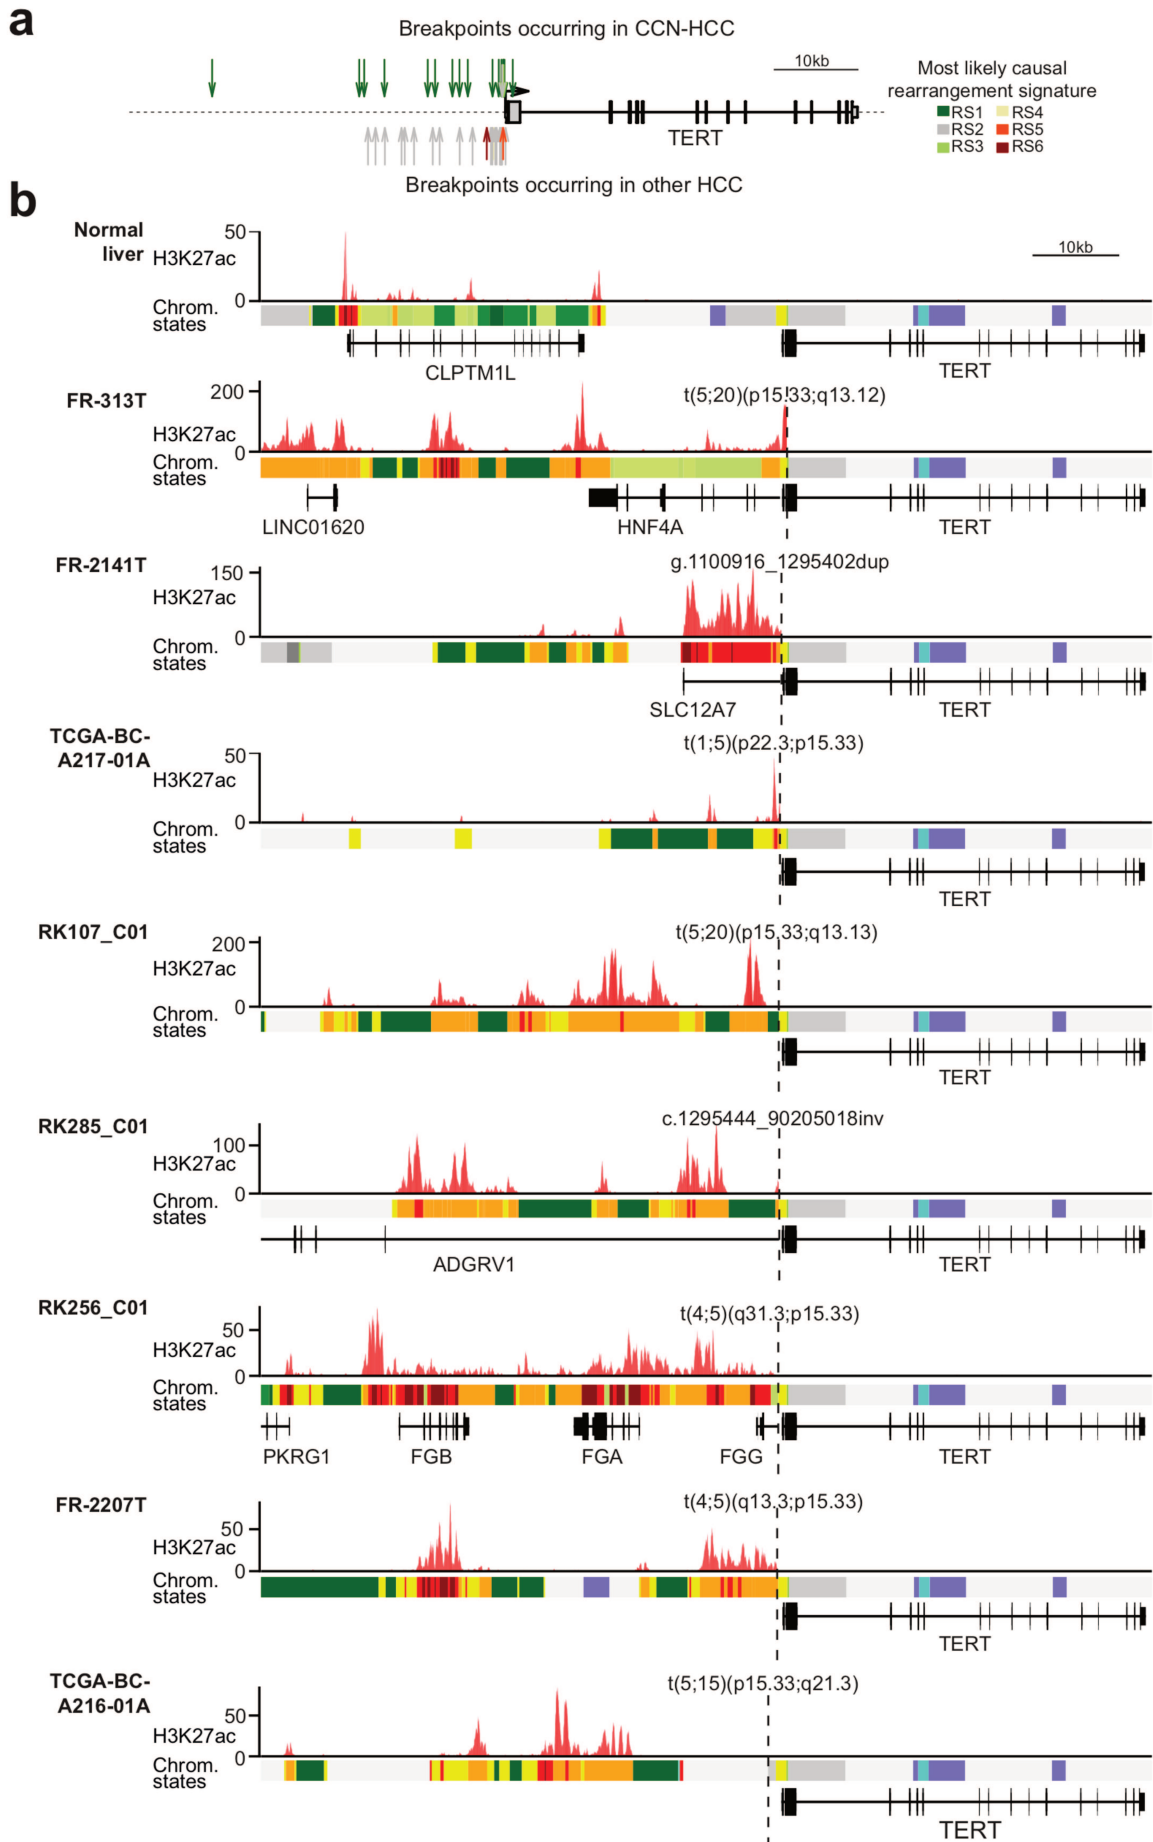 a
Breakpoints occurring in CCN-HCC
10kb
TERT
Most likely causal
rearrangement signature
RS1 RS4
RS2 RS5
RS3 RS6
Breakpoints occurring in other HCC
b
Normal
liver
H3K27ac
50
0
10kb
Chrom.
states
CLPTM1L
TERT
FR-313T
200
H3K27ac
0
t(5;20)(p15.33;q13.12)
Chrom.
states
LINC01620
HNF4A
TERT
FR-2141T
150
H3K27ac
0
g.1100916_1295402dup
Chrom.
states
SLC12A7
TERT
TCGA-BC-
A217-01A
50
H3K27ac
0
t(1;5)(p22.3;p15.33)
Chrom.
states
TERT
RK107_C01
200
H3K27ac
0
t(5;20)(p15.33;q13.13)
Chrom.
states
TERT
RK285_C01
100
H3K27ac
0
c.1295444_90205018inv
Chrom.
states
ADGRV1
TERT
RK256_C01
50
H3K27ac
0
t(4;5)(q31.3;p15.33)
Chrom.
states
PKRG1
FGB
FGA
FGG
TERT
FR-2207T
50
H3K27ac
0
t(4;5)(q13.3;p15.33)
Chrom.
states
TERT
TCGA-BC-
A216-01A
50
H3K27ac
0
t(5;15)(p15.33;q21.3)
Chrom.
states
TERT